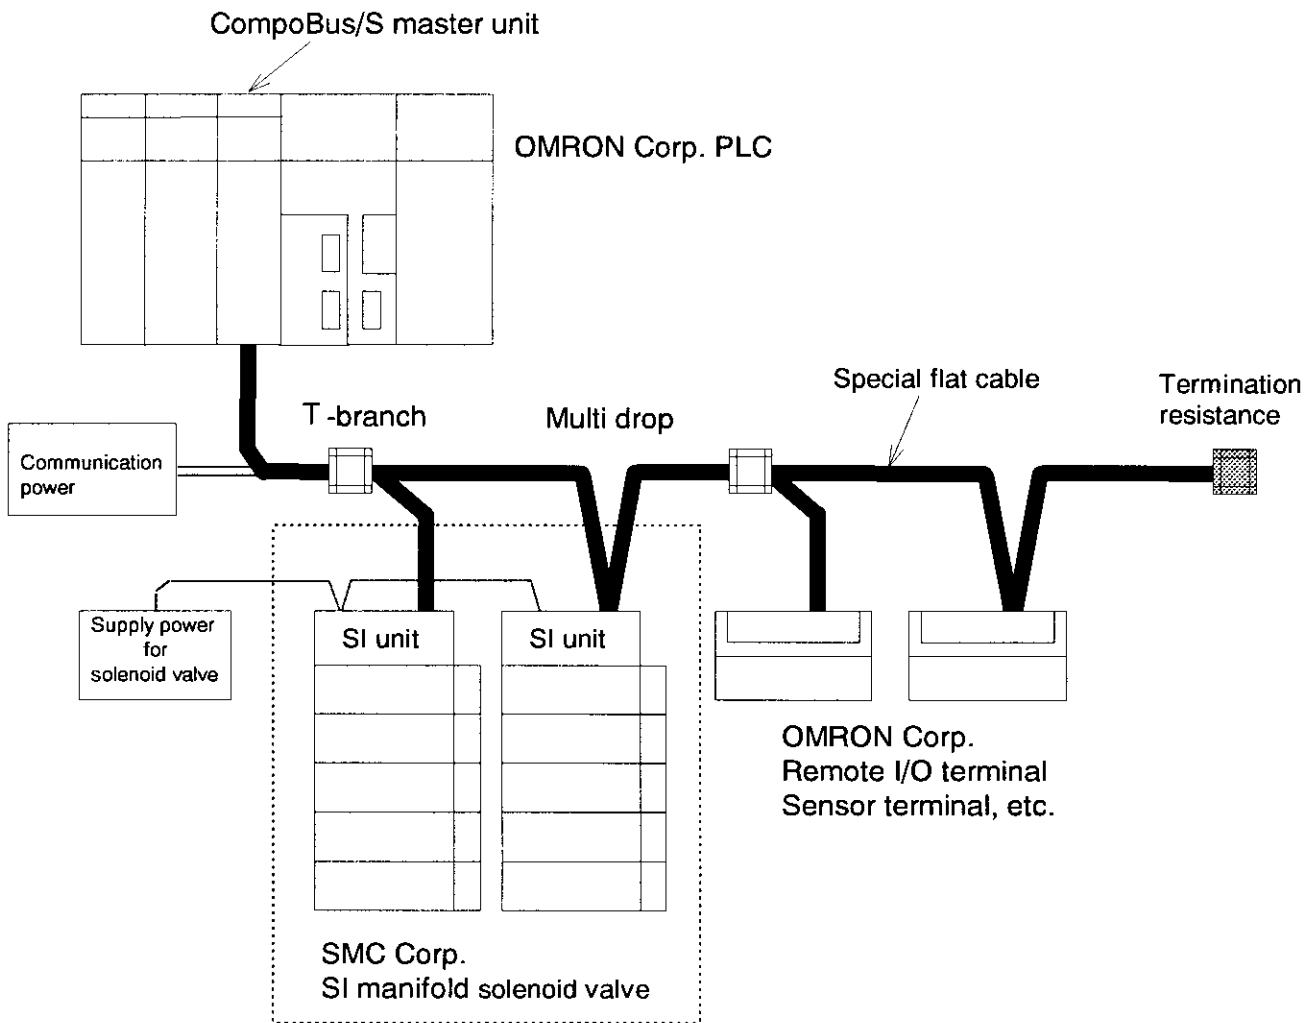 CompoBus/S master unit
OMRON Corp. PLC
Special flat cable
Termination
resistance
T-branch
Multi drop
Communication
power
Supply power
for
solenoid valve
SI unit
SI unit
OMRON Corp.
Remote I/O terminal
Sensor terminal, etc.
SMC Corp.
SI manifold solenoid valve